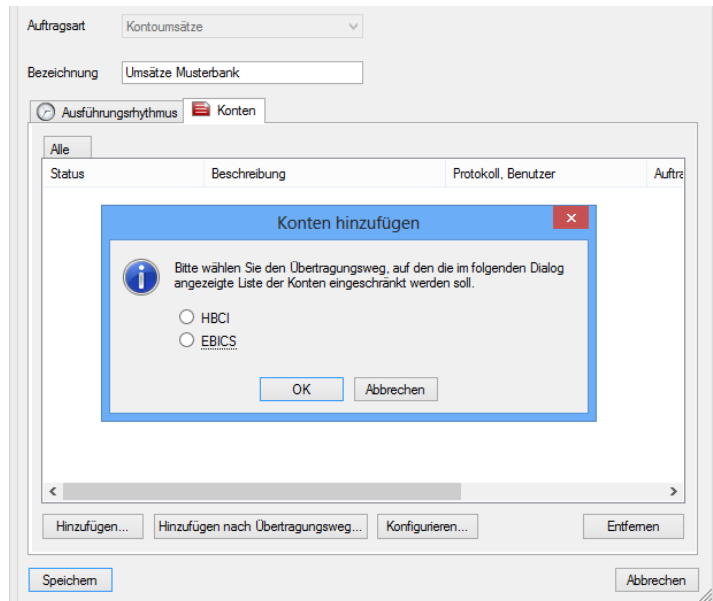 Auftragsart Kontoumsätze
Bezeichnung Umsätze Musterbank
Ausführungsrhythmus Konten
Alle
Status Beschreibung Protokoll, Benutzer Auftra
Konten hinzufügen
Bitte wählen Sie den Übertragungsweg, auf den die im folgenden Dialog
angezeigte Liste der Konten eingeschränkt werden soll.
HBCI
EBICS
OK Abbrechen
Hinzufügen... Hinzufügen nach Übertragungsweg... Konfigurieren... Entfernen
Speichern Abbrechen